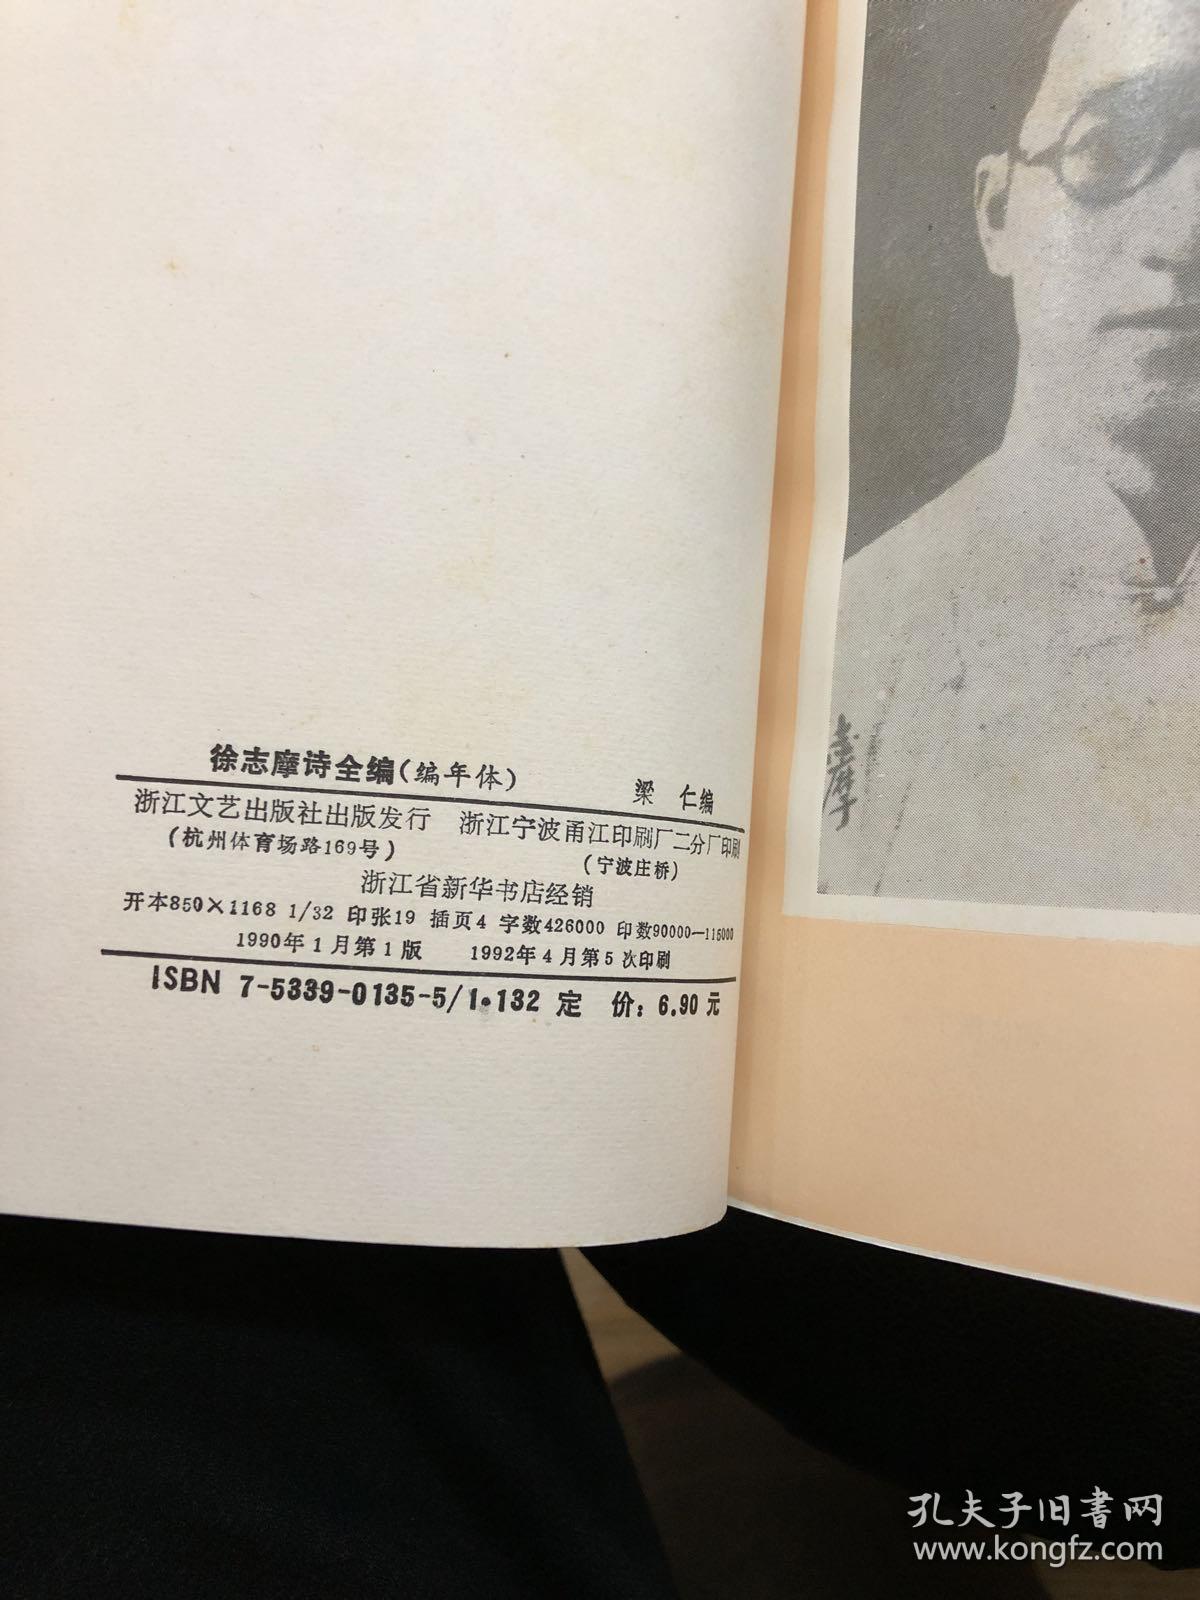 徐志摩诗全编(编年体) 梁 仁编
浙江文艺出版社出版发行 浙江宁波甬江印刷厂二分厂印刷
(杭州体育场路169号) (宁波庄桥)
浙江省新华书店经销
开本850×1168 1/32 印张19 插页4 字数426000 印数90000—115000
1990年1月第1版 1992年4月第5次印刷
ISBN 7-5339-0135-5/I·132 定 价：6.90元
志摩
孔夫子旧书网
www.kongfz.com